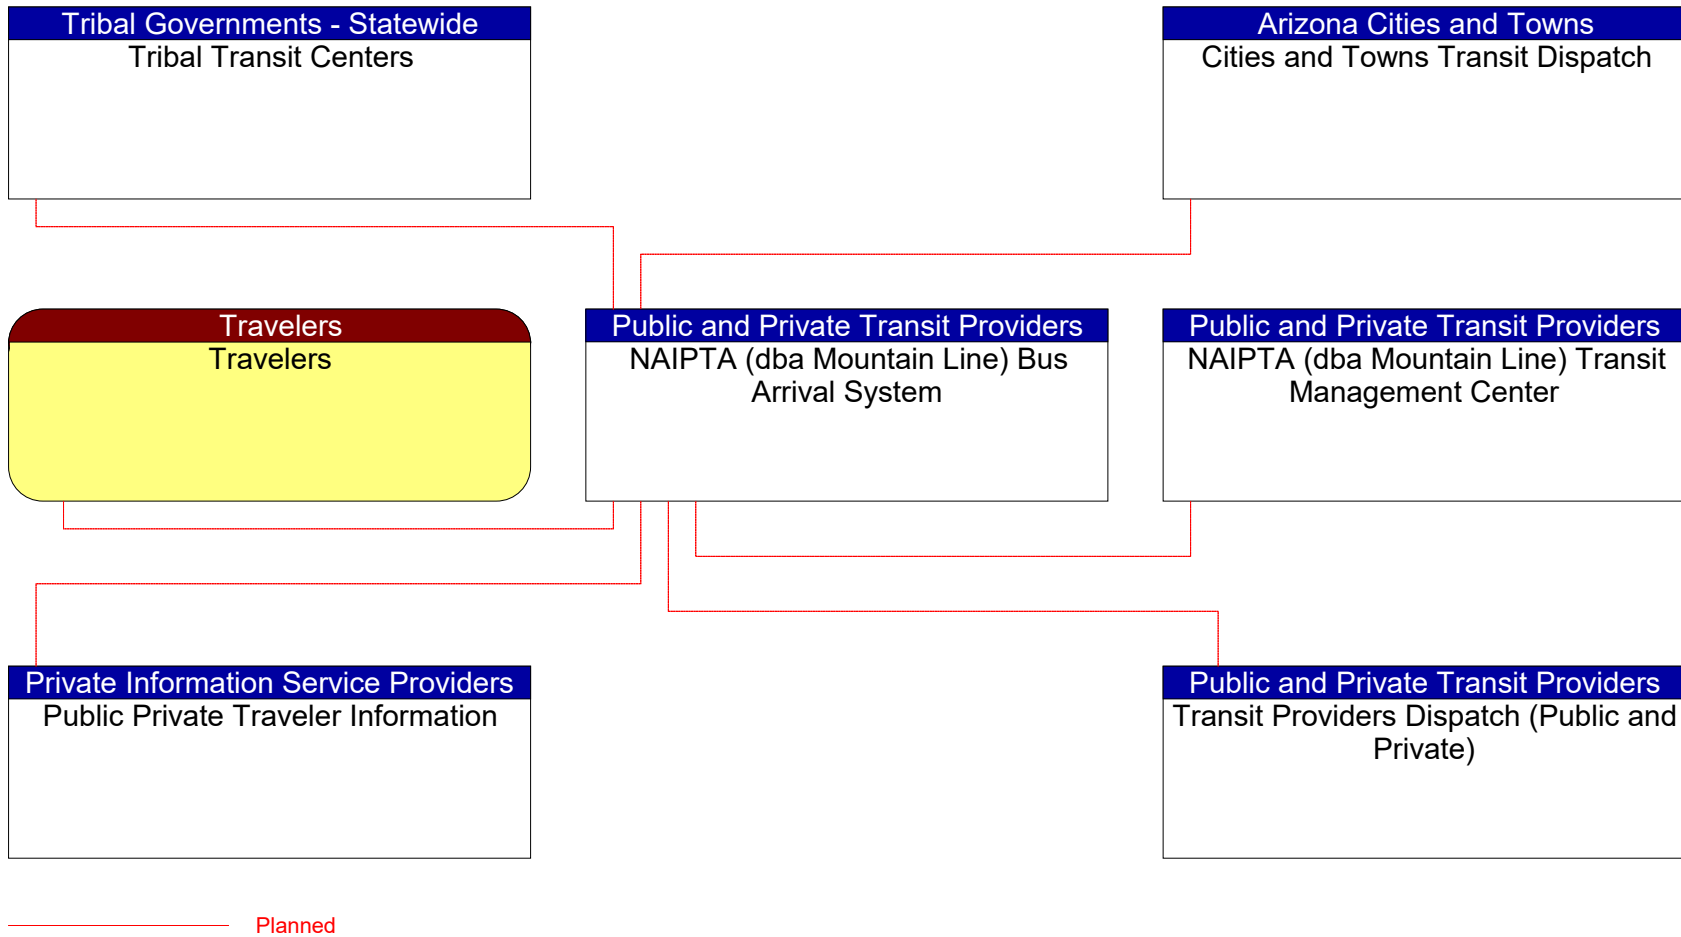 Tribal Governments - Statewide
Tribal Transit Centers
Arizona Cities and Towns
Cities and Towns Transit Dispatch
Travelers
Travelers
Public and Private Transit Providers
NAIPTA (dba Mountain Line) Bus
Arrival System
Public and Private Transit Providers
NAIPTA (dba Mountain Line) Transit
Management Center
Private Information Service Providers
Public Private Traveler Information
Public and Private Transit Providers
Transit Providers Dispatch (Public and
Private)
Planned